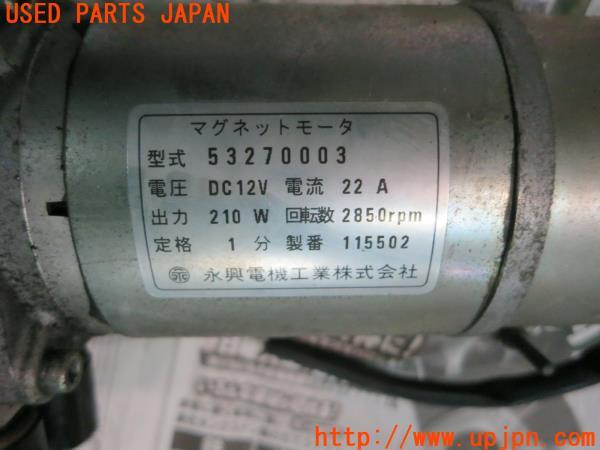 USED PARTS JAPAN
マグネットモータ
型式 53270003
電圧 DC12V 電流 22 A
出力 210 W 回転数 2850rpm
定格 1 分 製番 115502
永興電機工業株式会社
http://www.upjpn.com/